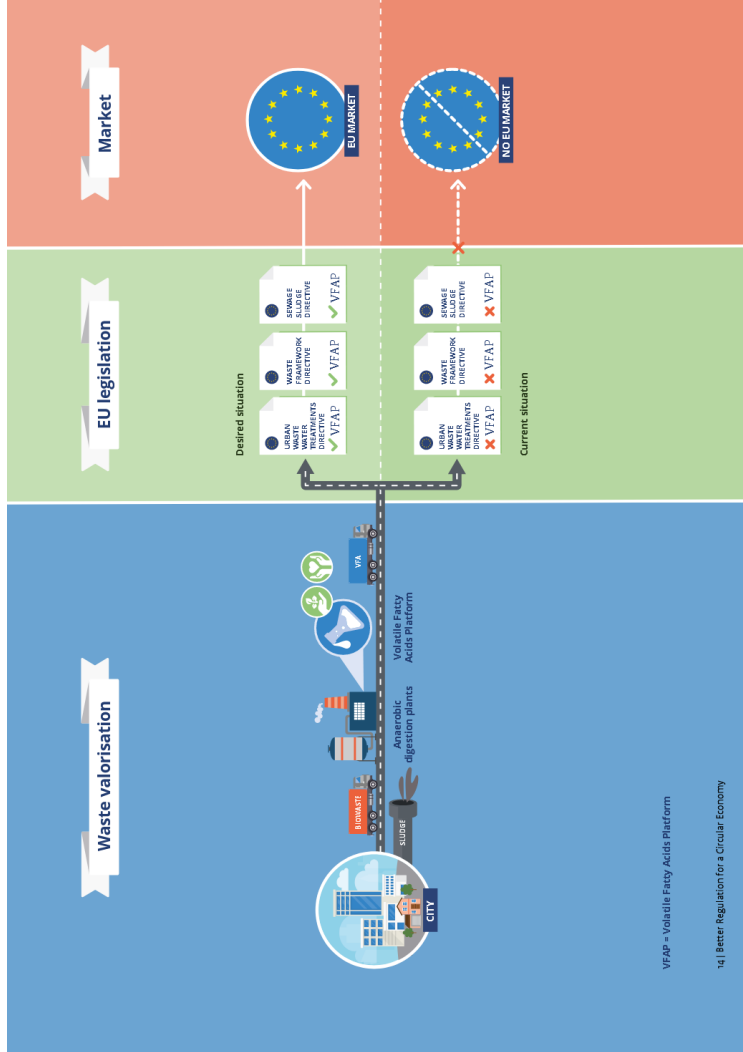 Waste valorisation
EU legislation
Market
Desired situation
URBAN
WASTE
WATER
TREATMENTS
DIRECTIVE
VFAP
WASTE
FRAMEWORK
DIRECTIVE
VFAP
SEWAGE
SLUDGE
DIRECTIVE
VFAP
EU MARKET
CITY
BIOWASTE
SLUDGE
Anaerobic
digestion plants
Volatile Fatty
Acids Platform
VFA
URBAN
WASTE
WATER
TREATMENTS
DIRECTIVE
VFAP
WASTE
FRAMEWORK
DIRECTIVE
VFAP
SEWAGE
SLUDGE
DIRECTIVE
VFAP
NO EU MARKET
Current situation
VFAP = Volatile Fatty Acids Platform
14 | Better Regulation for a Circular Economy